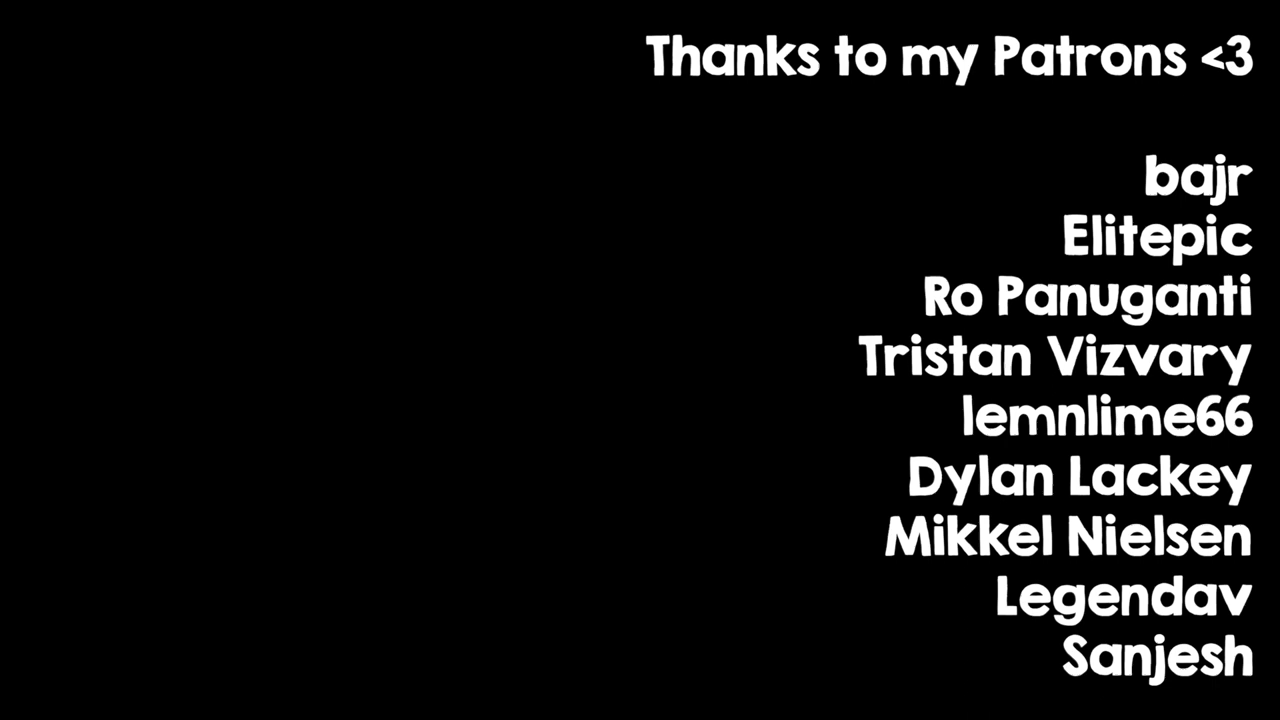 Thanks to my Patrons <3
bajr
Elitepic
Ro Panuganti
Tristan Vizvary
lemnlime66
Dylan Lackey
Mikkel Nielsen
Legendav
Sanjesh